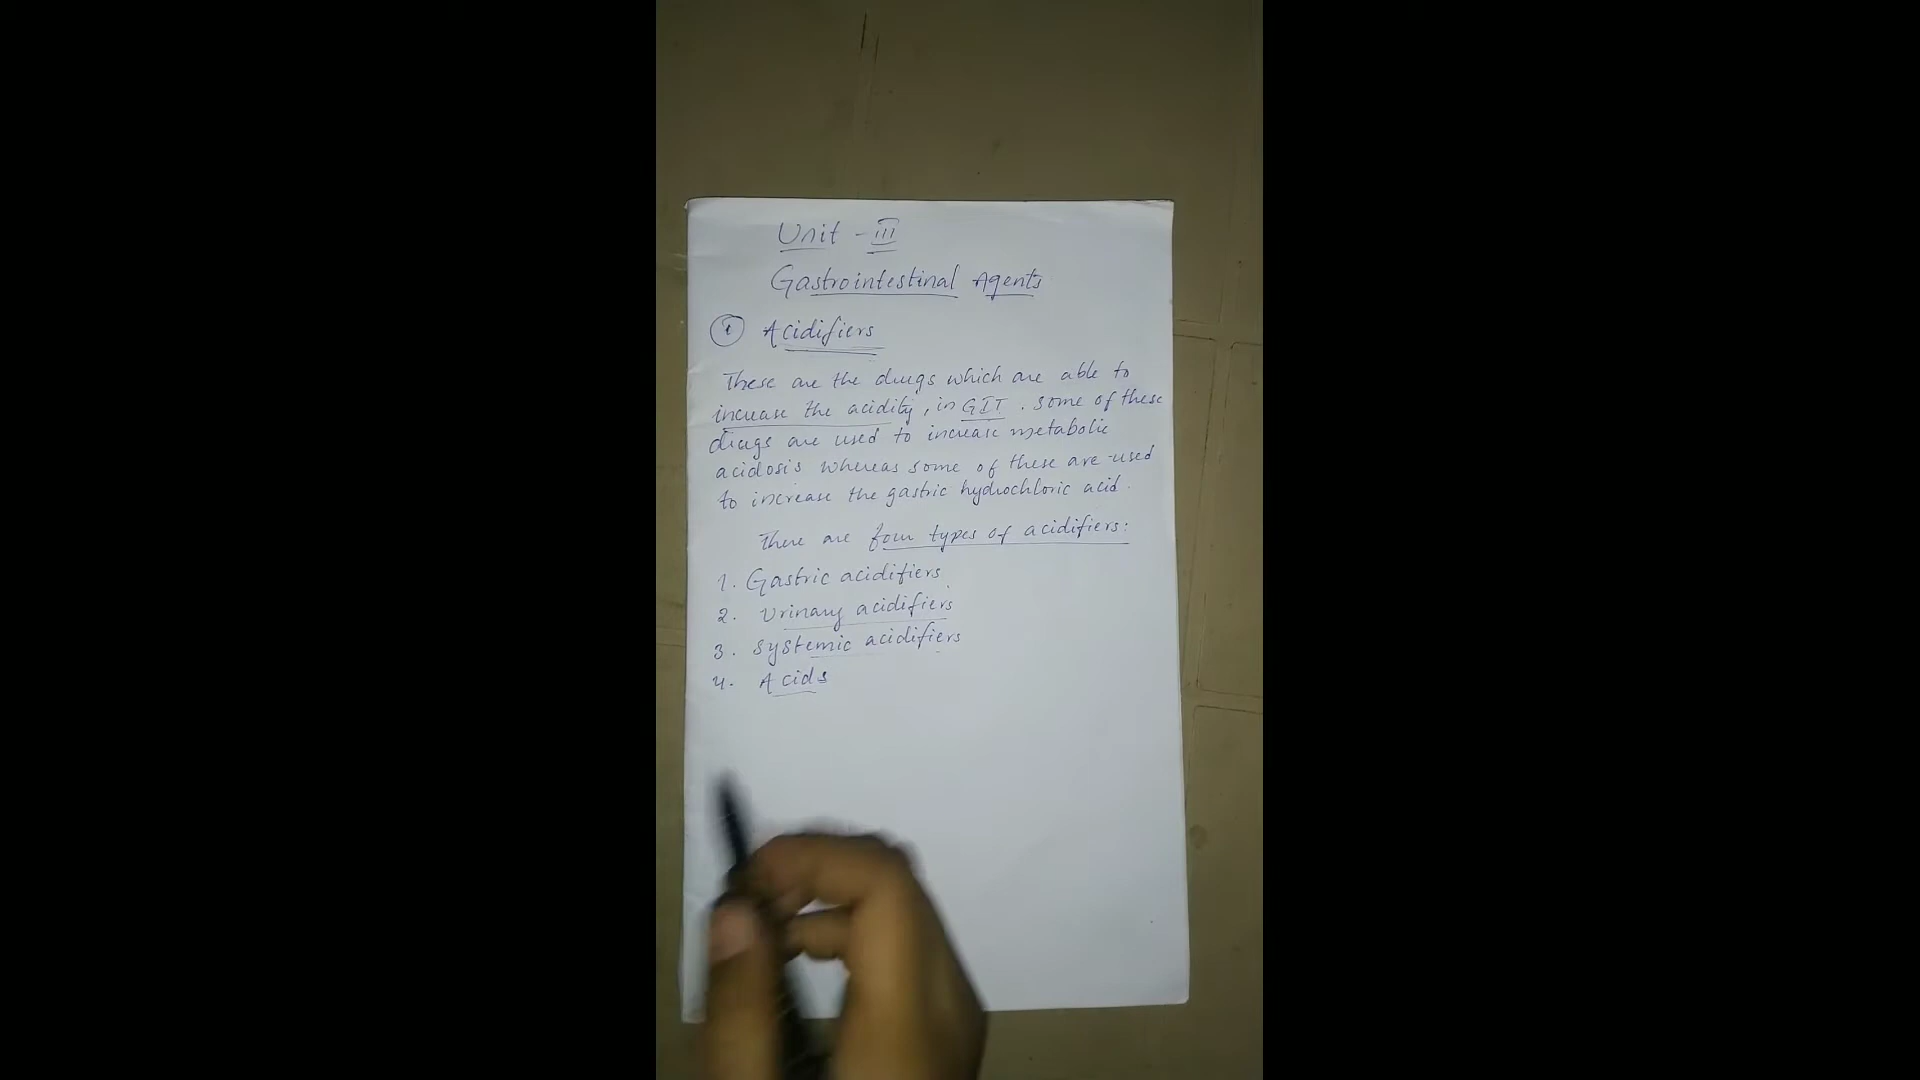 Unit - III
Gastrointestinal Agents
1 Acidifiers
These are the drugs which are able to
increase the acidity, in GIT. Some of these
drugs are used to increase metabolic
acidosis whereas some of these are used
to increase the gastric hydrochloric acid.
There are four types of acidifiers:
1. Gastric acidifiers
2. Urinary acidifiers
3. Systemic acidifiers
4. Acids